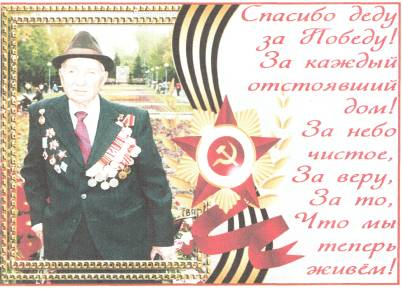 Спасибо деду
за Победу!
За каждый
отстоявший
дом!
За небо
чистое,
За веру,
За то,
Что мы
теперь
живём!